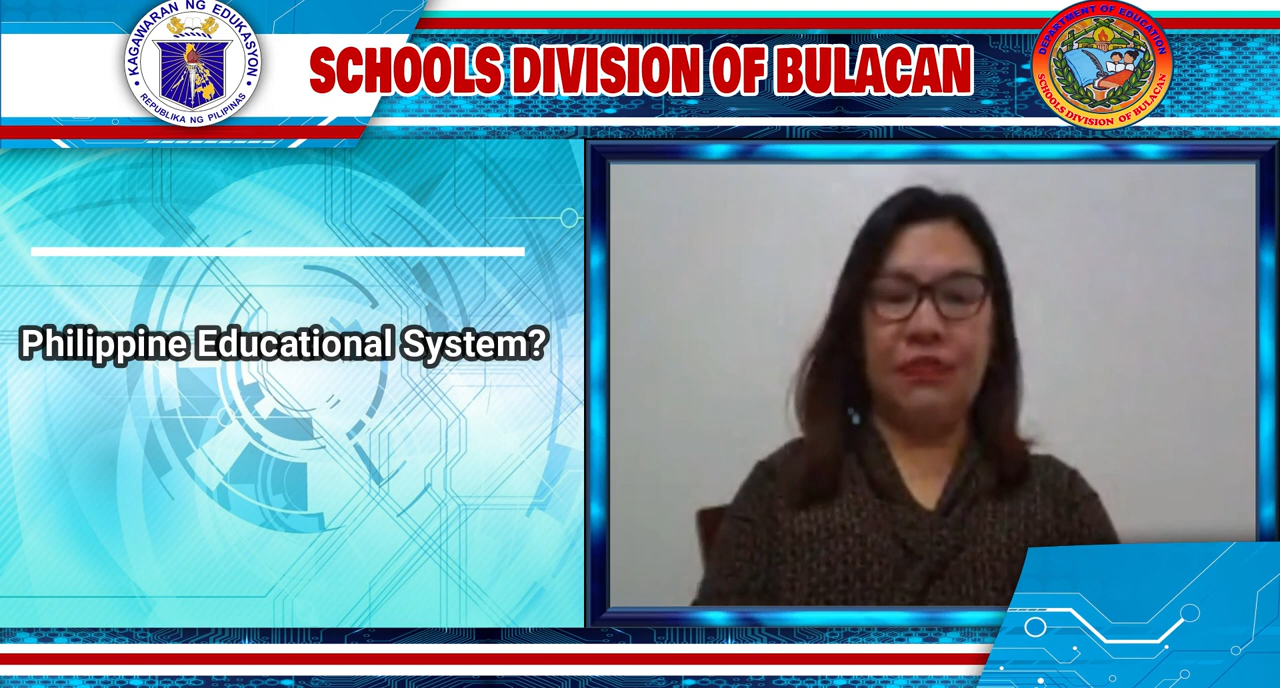 KAGAWARAN NG EDUKASYON
REPUBLIKA NG PILIPINAS
SCHOOLS DIVISION OF BULACAN
DEPARTMENT OF EDUCATION
SCHOOLS DIVISION OF BULACAN
Philippine Educational System?